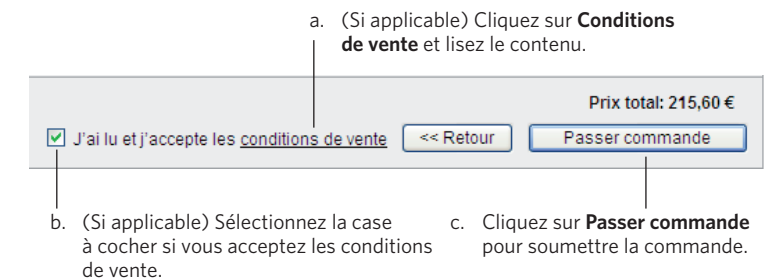 a. (Si applicable) Cliquez sur Conditions
de vente et lisez le contenu.
Prix total: 215,60 €
J'ai lu et j'accepte les conditions de vente << Retour Passer commande
b. (Si applicable) Sélectionnez la case
à cocher si vous acceptez les conditions
de vente.
c. Cliquez sur Passer commande
pour soumettre la commande.